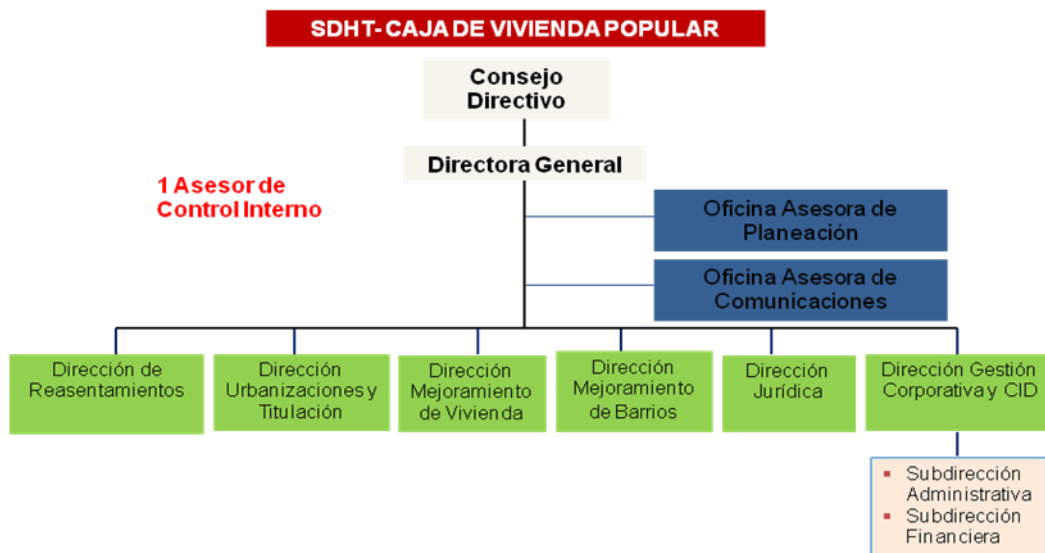 SDHT- CAJA DE VIVIENDA POPULAR
Consejo
Directivo
Directora General
1 Asesor de
Control Interno
Oficina Asesora de
Planeación
Oficina Asesora de
Comunicaciones
Dirección de
Reasentamientos
Dirección
Urbanizaciones y
Titulación
Dirección
Mejoramiento
de Vivienda
Dirección
Mejoramiento
de Barrios
Dirección
Jurídica
Dirección Gestión
Corporativa y CID
▪ Subdirección
Administrativa
▪ Subdirección
Financiera